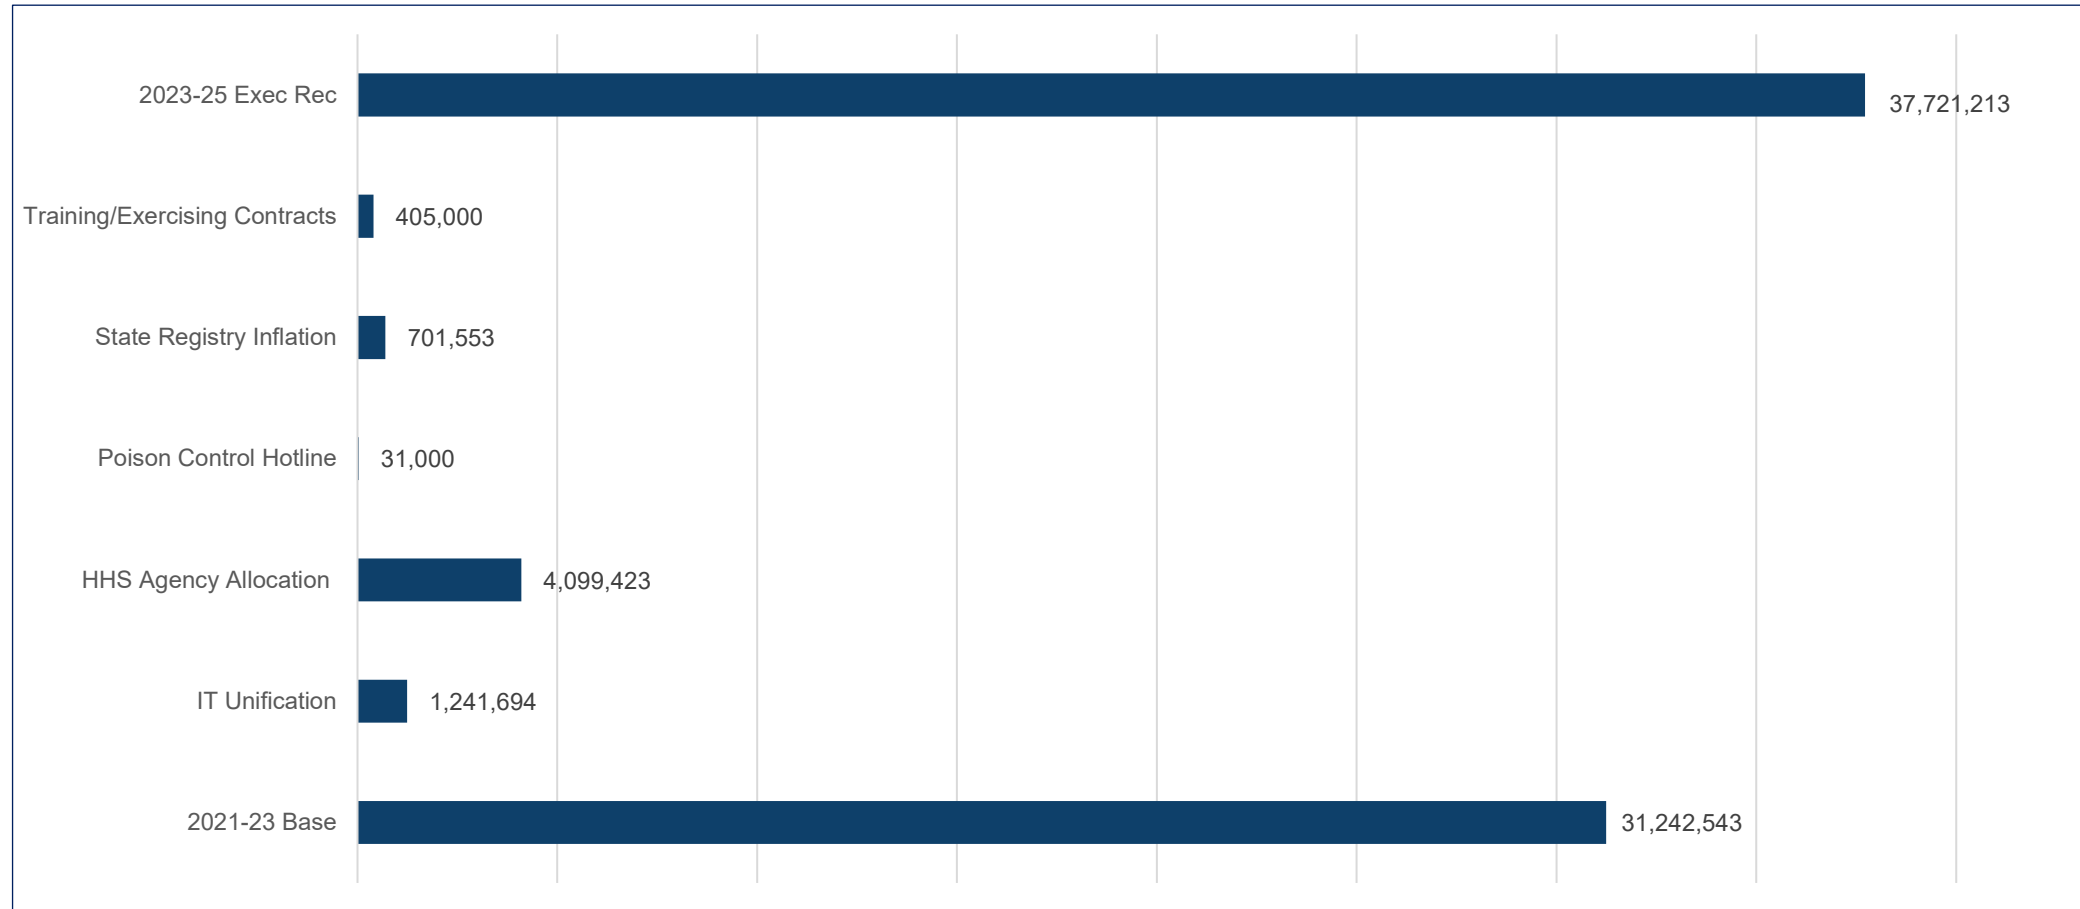 2023-25 Exec Rec 37,721,213
Training/Exercising Contracts 405,000
State Registry Inflation 701,553
Poison Control Hotline 31,000
HHS Agency Allocation 4,099,423
IT Unification 1,241,694
2021-23 Base 31,242,543